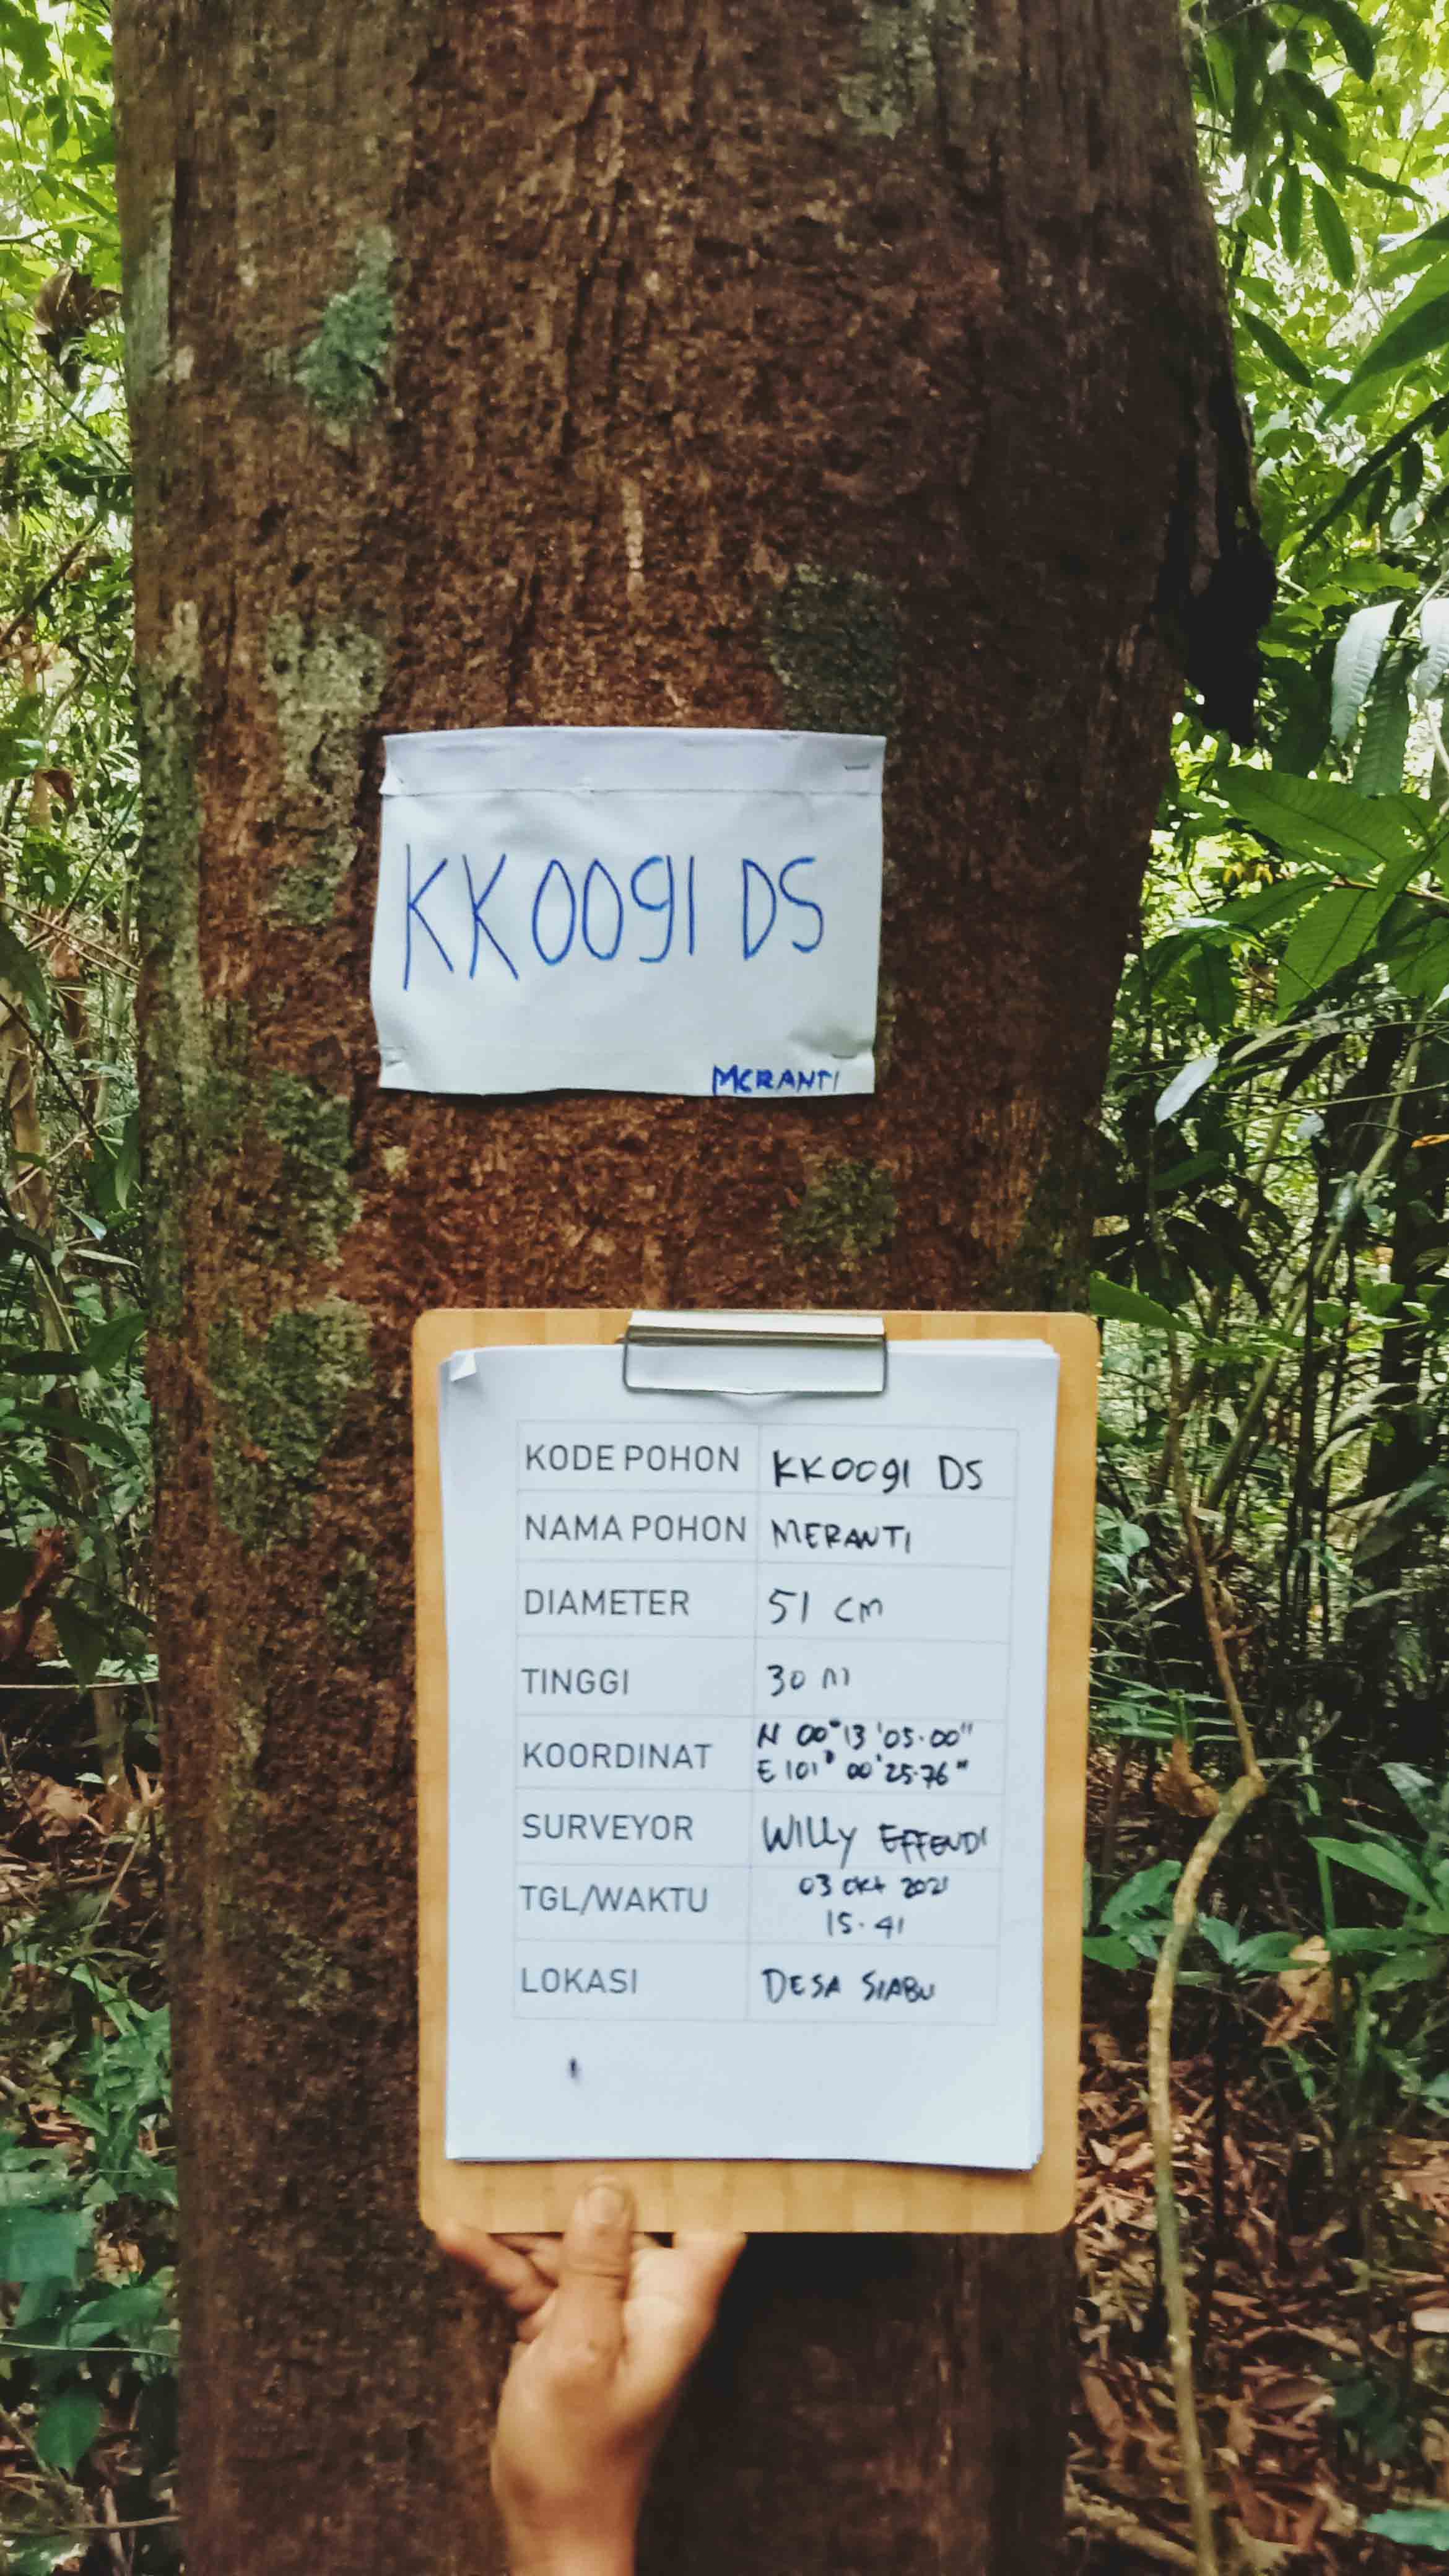 KK0091 DS
MERANTI
KODE POHON KK0091 DS
NAMA POHON MERANTI
DIAMETER 51 cm
TINGGI 30 m
KOORDINAT N 00°13'05.00"
E 101° 00'25.76"
SURVEYOR WILLY EFFENDI
TGL/WAKTU 03 Okt 2021
15.41
LOKASI DESA SIABU